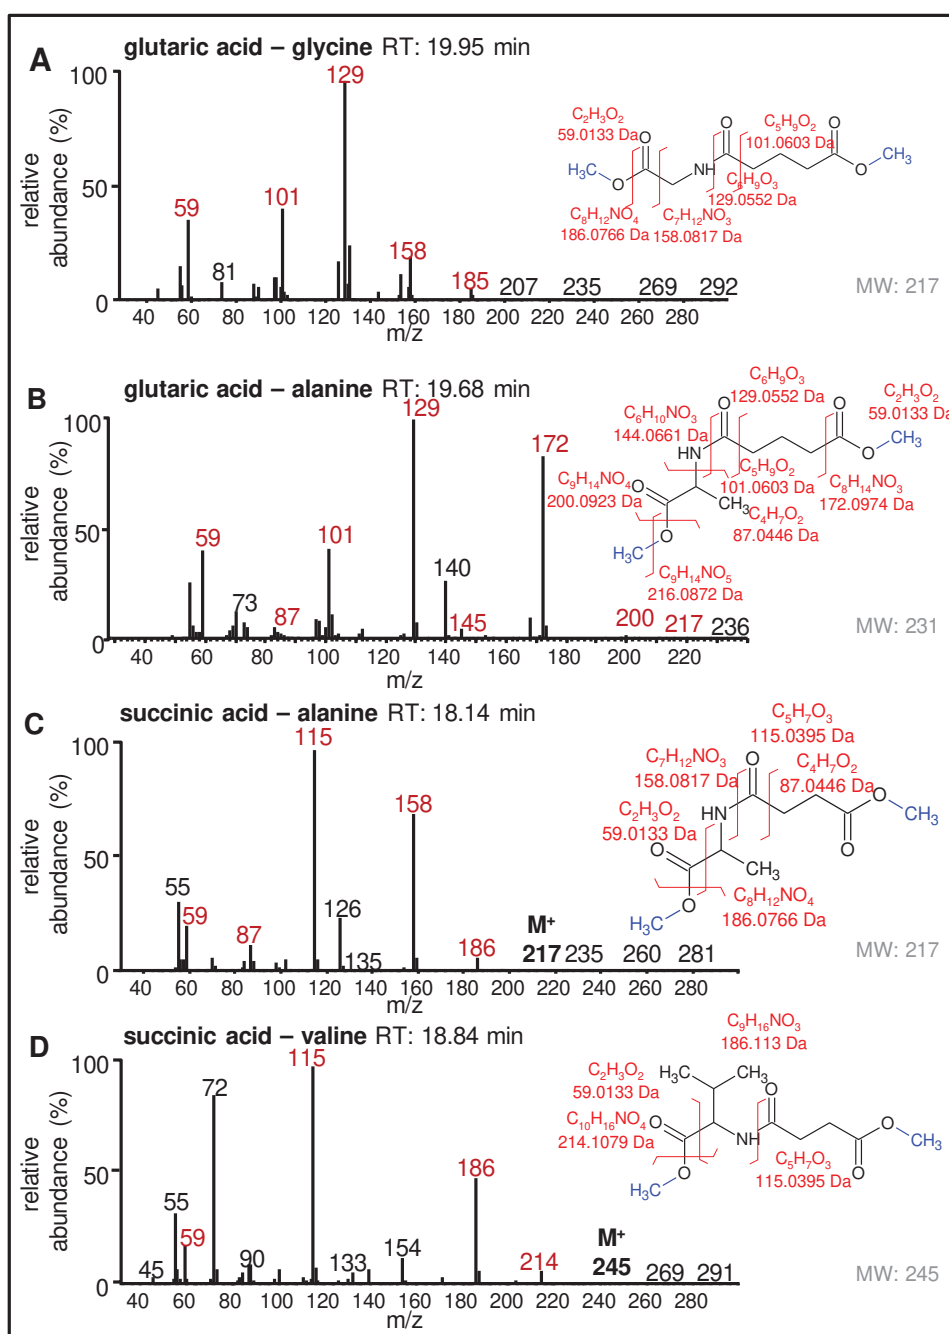 A
glutaric acid – glycine RT: 19.95 min
100
50
0
relative
abundance (%)
59
81
101
129
158
185
207
235
269
292
40 60 80 100 120 140 160 180 200 220 240 260 280
m/z
C₂H₃O₂
59.0133 Da
C₅H₉O₂
101.0603 Da
H₃C
O
O
NH
O
O
O
CH₃
C₆H₉O₃
129.0552 Da
C₈H₁₂NO₄
186.0766 Da
C₇H₁₂NO₃
158.0817 Da
MW: 217
B
glutaric acid – alanine RT: 19.68 min
100
50
0
relative
abundance (%)
59
73
87
101
129
140
145
172
200
217
236
40 60 80 100 120 140 160 180 200 220
m/z
C₆H₉O₃
129.0552 Da
C₂H₃O₂
59.0133 Da
C₆H₁₀NO₃
144.0661 Da
O
O
O
CH₃
HN
C₅H₉O₂
101.0603 Da
C₈H₁₄NO₃
172.0974 Da
C₉H₁₄NO₄
200.0923 Da
O
CH₃
C₄H₇O₂
87.0446 Da
O
H₃C
C₉H₁₄NO₅
216.0872 Da
MW: 231
C
succinic acid – alanine RT: 18.14 min
100
50
0
relative
abundance (%)
55
59
87
115
126
135
158
186
M⁺
217
235
260
281
40 60 80 100 120 140 160 180 200 220 240 260 280
m/z
C₅H₇O₃
115.0395 Da
C₇H₁₂NO₃
158.0817 Da
C₄H₇O₂
87.0446 Da
O
O
CH₃
O
HN
C₂H₃O₂
59.0133 Da
O
CH₃
O
H₃C
C₈H₁₂NO₄
186.0766 Da
MW: 217
D
succinic acid – valine RT: 18.84 min
100
50
0
relative
abundance (%)
45
55
59
72
90
115
133
154
186
214
M⁺
245
269
291
40 60 80 100 120 140 160 180 200 220 240 260 280
m/z
C₉H₁₆NO₃
186.113 Da
C₂H₃O₂
59.0133 Da
H₃C
CH₃
O
O
CH₃
O
C₁₀H₁₆NO₄
214.1079 Da
O
NH
O
H₃C
C₅H₇O₃
115.0395 Da
MW: 245